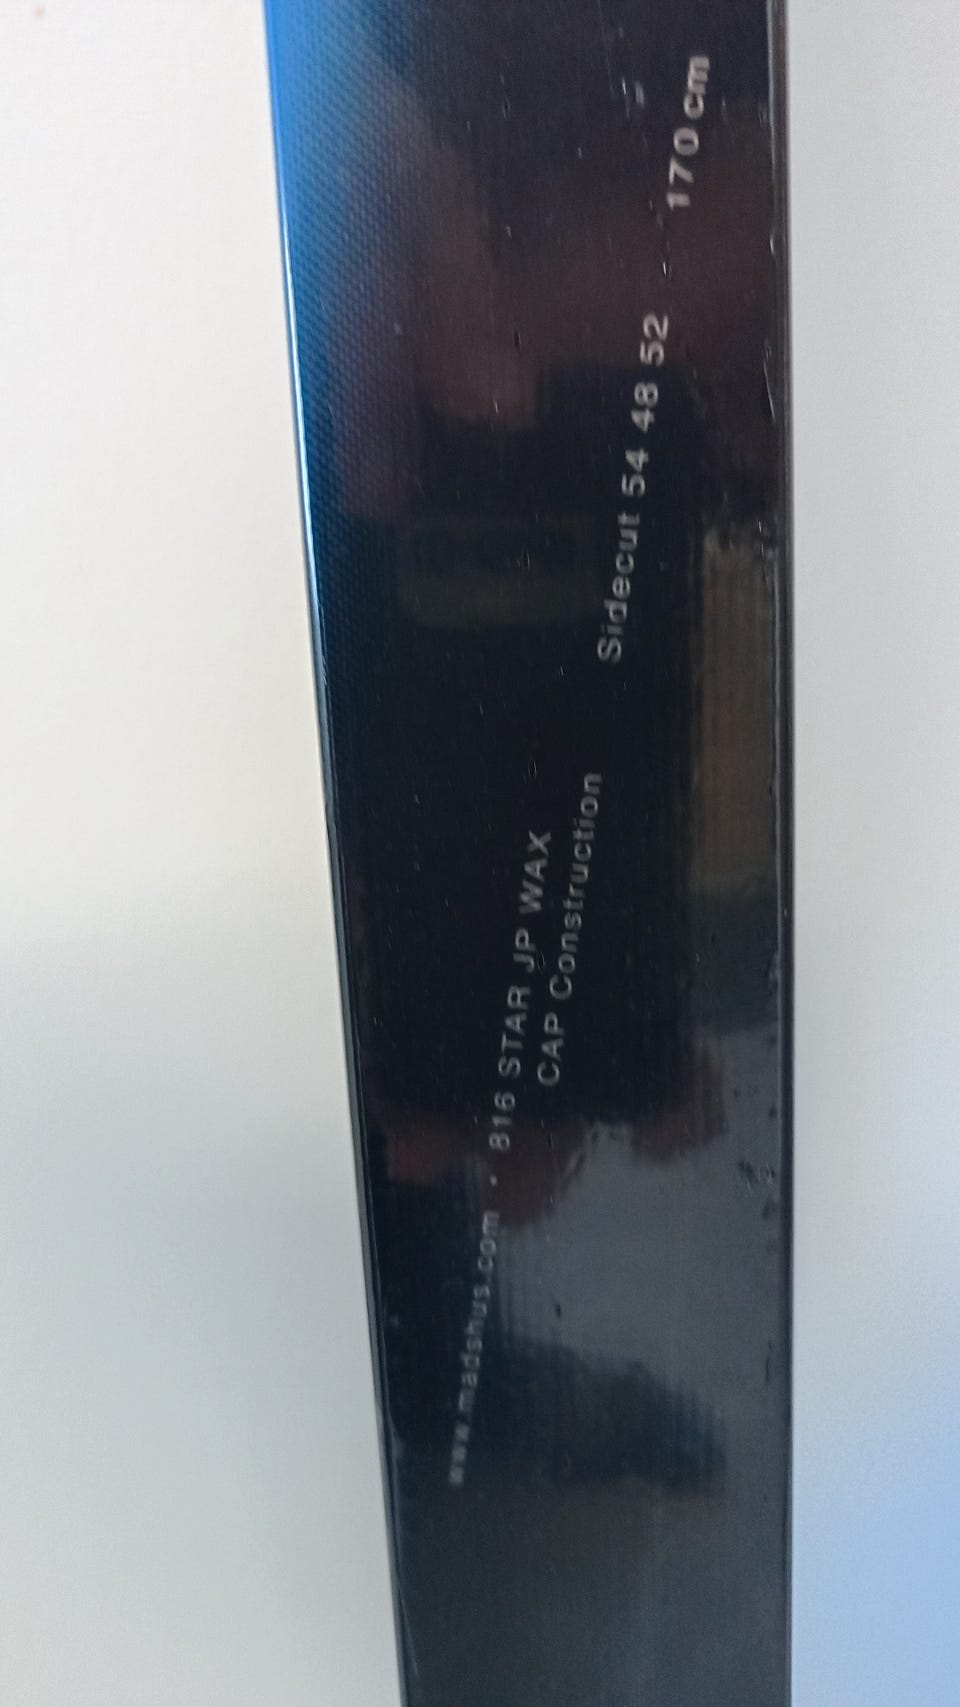 www.madshus.com · 816 STAR JP WAX
CAP Construction
Sidecut 54 48 52 - 170 cm